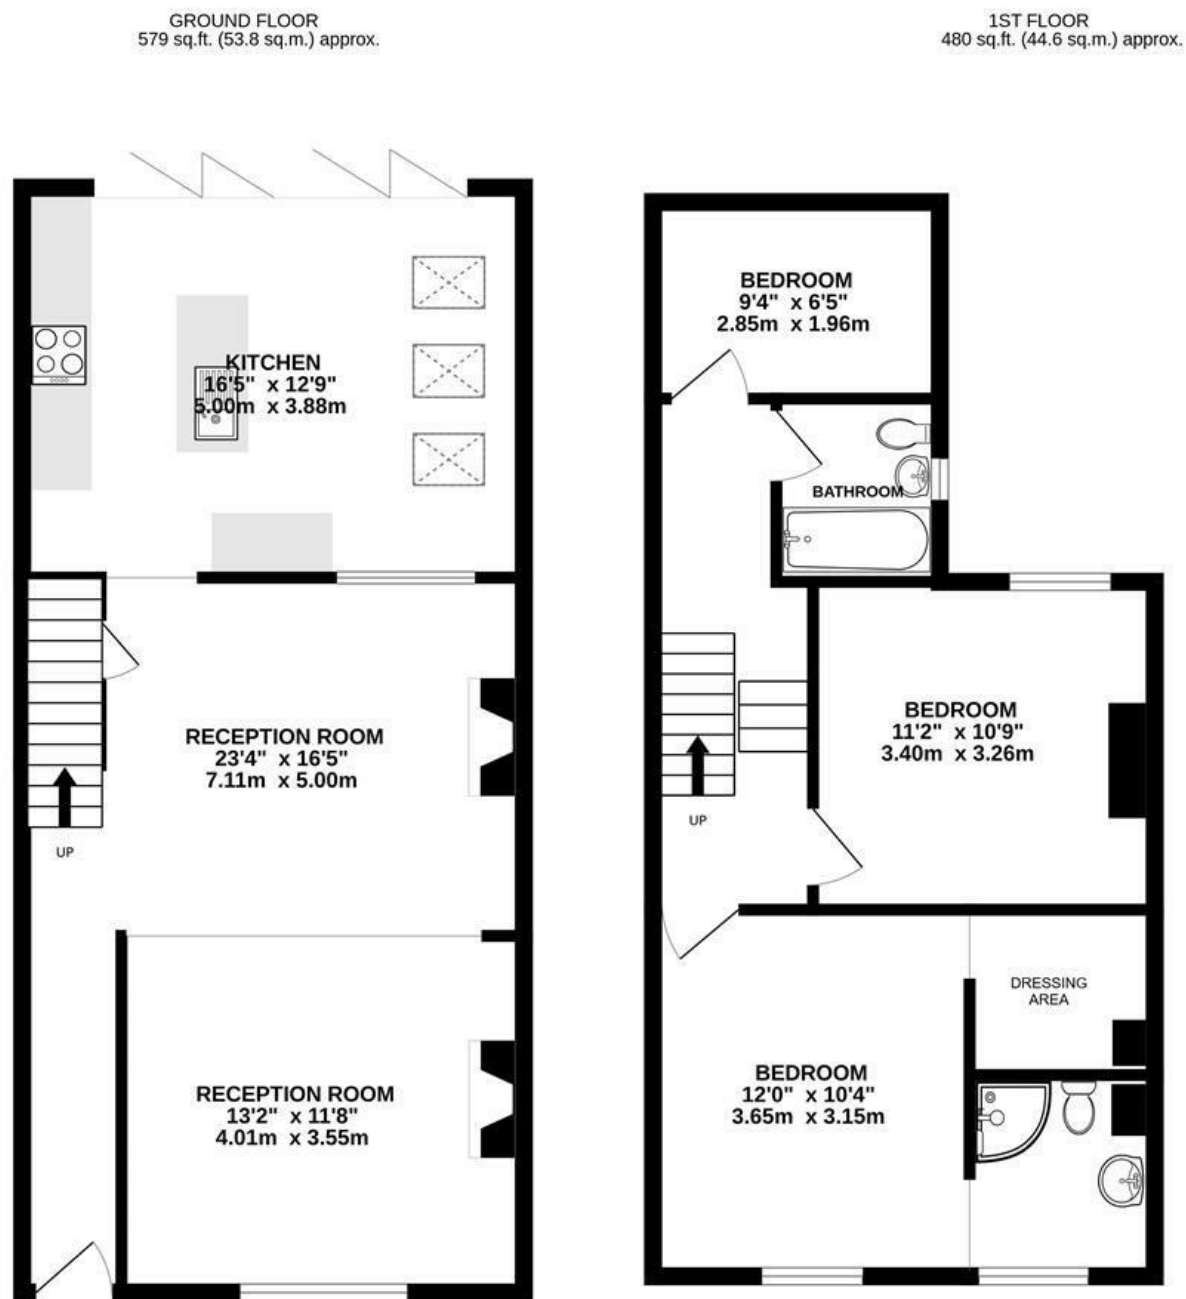 GROUND FLOOR
579 sq.ft. (53.8 sq.m.) approx.
1ST FLOOR
480 sq.ft. (44.6 sq.m.) approx.
KITCHEN
16'5" x 12'9"
5.00m x 3.88m
RECEPTION ROOM
23'4" x 16'5"
7.11m x 5.00m
UP
RECEPTION ROOM
13'2" x 11'8"
4.01m x 3.55m
BEDROOM
9'4" x 6'5"
2.85m x 1.96m
BATHROOM
BEDROOM
11'2" x 10'9"
3.40m x 3.26m
UP
DRESSING
AREA
BEDROOM
12'0" x 10'4"
3.65m x 3.15m